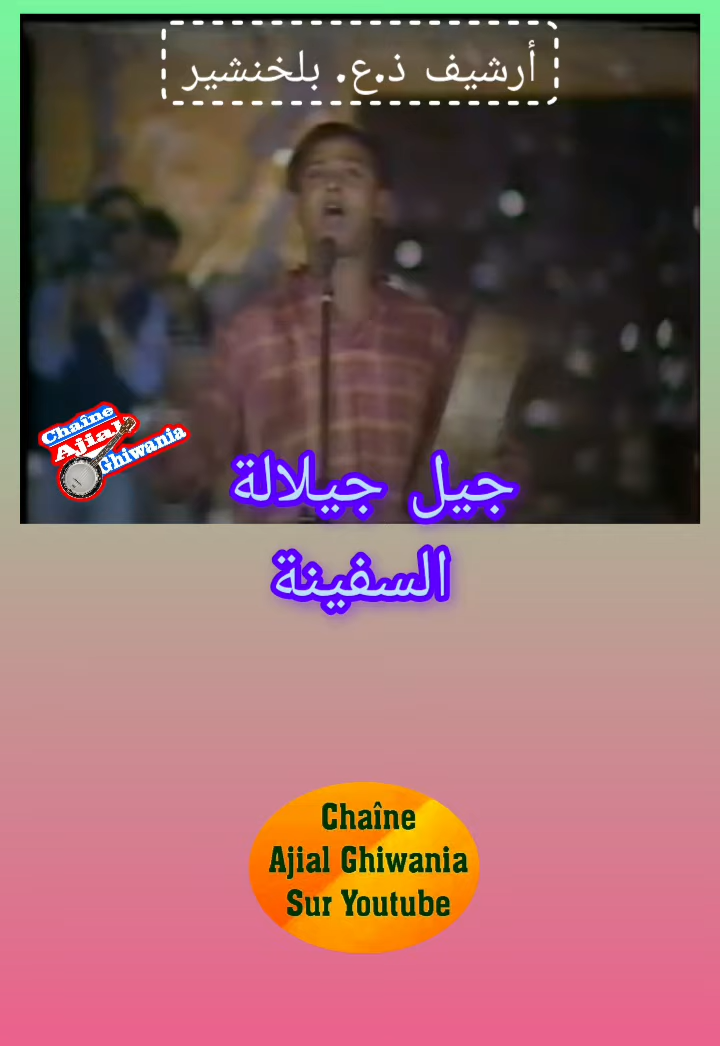 أرشيف ذ.ع. بلخنشير
Chaîne
Ajial
Ghiwania
جيل جيلالة
السفينة
Chaîne
Ajial Ghiwania
Sur Youtube